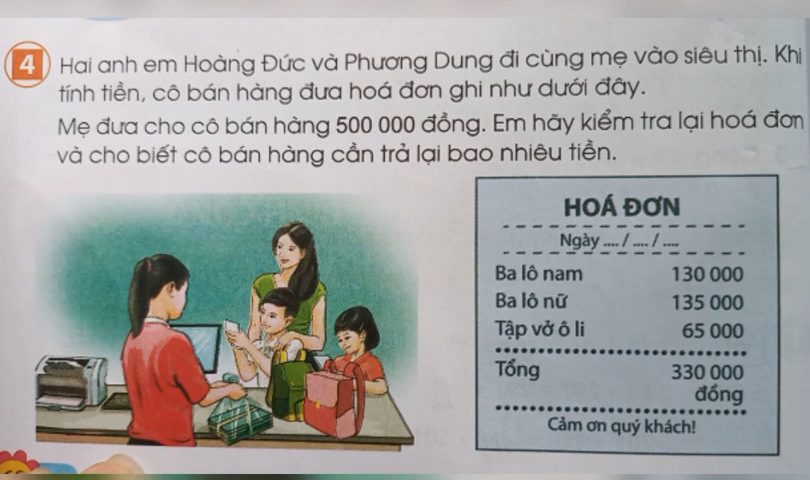 4 Hai anh em Hoàng Đức và Phương Dung đi cùng mẹ vào siêu thị. Khi
tính tiền, cô bán hàng đưa hoá đơn ghi như dưới đây.
Mẹ đưa cho cô bán hàng 500 000 đồng. Em hãy kiểm tra lại hoá đơn
và cho biết cô bán hàng cần trả lại bao nhiêu tiền.
HOÁ ĐƠN
Ngày .... / .... / ....
Ba lô nam 130 000
Ba lô nữ 135 000
Tập vở ô li 65 000
Tổng 330 000
đồng
Cảm ơn quý khách!